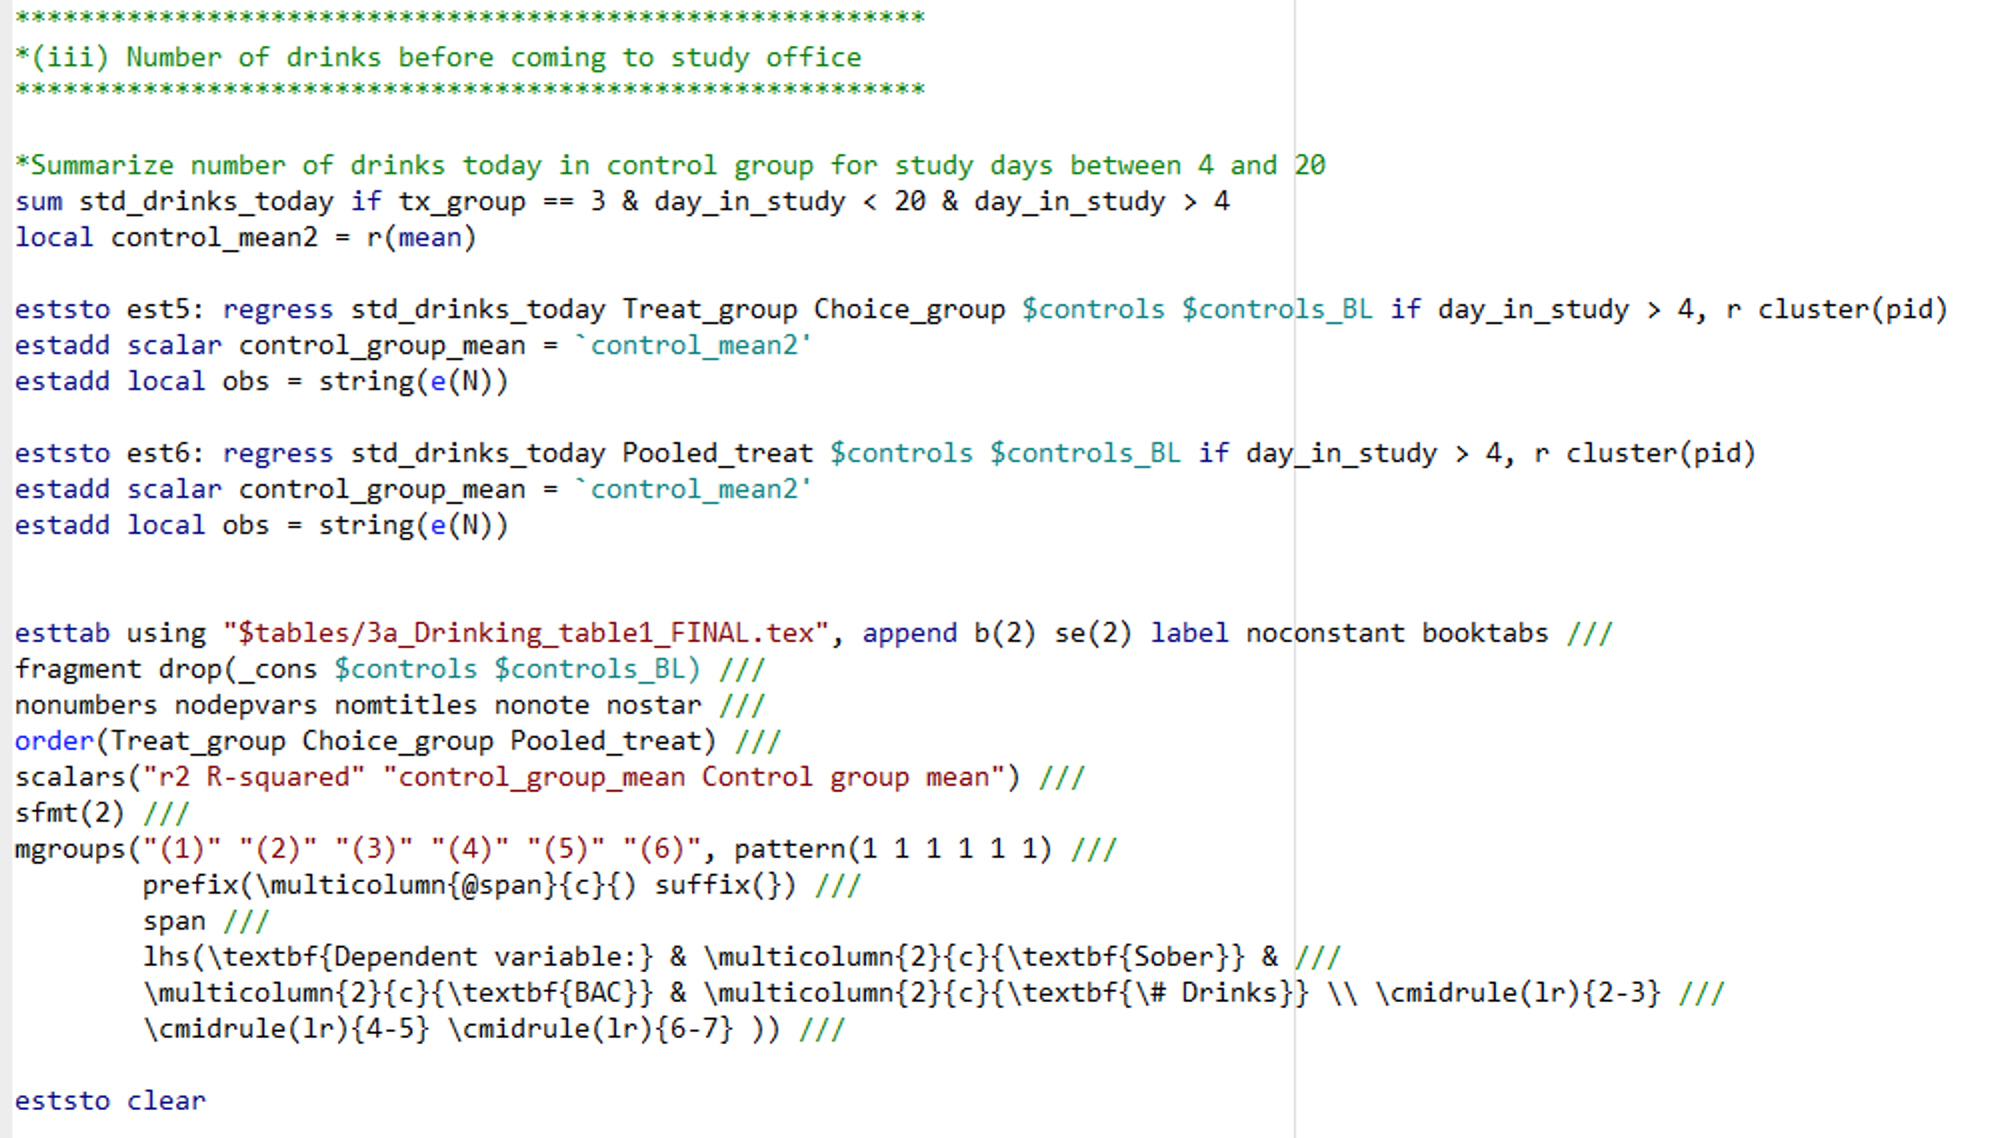 *********************************************************
*(iii) Number of drinks before coming to study office
*********************************************************
*Summarize number of drinks today in control group for study days between 4 and 20
sum std_drinks_today if tx_group == 3 & day_in_study < 20 & day_in_study > 4
local control_mean2 = r(mean)
eststo est5: regress std_drinks_today Treat_group Choice_group $controls $controls_BL if day_in_study > 4, r cluster(pid)
estadd scalar control_group_mean = `control_mean2'
estadd local obs = string(e(N))
eststo est6: regress std_drinks_today Pooled_treat $controls $controls_BL if day_in_study > 4, r cluster(pid)
estadd scalar control_group_mean = `control_mean2'
estadd local obs = string(e(N))
esttab using "$tables/3a_Drinking_table1_FINAL.tex", append b(2) se(2) label noconstant booktabs ///
fragment drop(_cons $controls $controls_BL) ///
nonumbers nodepvars nomtitles nonote nostar ///
order(Treat_group Choice_group Pooled_treat) ///
scalars("r2 R-squared" "control_group_mean Control group mean") ///
sfmt(2) ///
mgroups("(1)" "(2)" "(3)" "(4)" "(5)" "(6)", pattern(1 1 1 1 1 1) ///
prefix(\multicolumn{@span}{c}{) suffix(}) ///
span ///
lhs(\textbf{Dependent variable:} & \multicolumn{2}{c}{\textbf{Sober}} & ///
\multicolumn{2}{c}{\textbf{BAC}} & \multicolumn{2}{c}{\textbf{\# Drinks}} \\ \cmidrule(lr){2-3} ///
\cmidrule(lr){4-5} \cmidrule(lr){6-7} )) ///
eststo clear